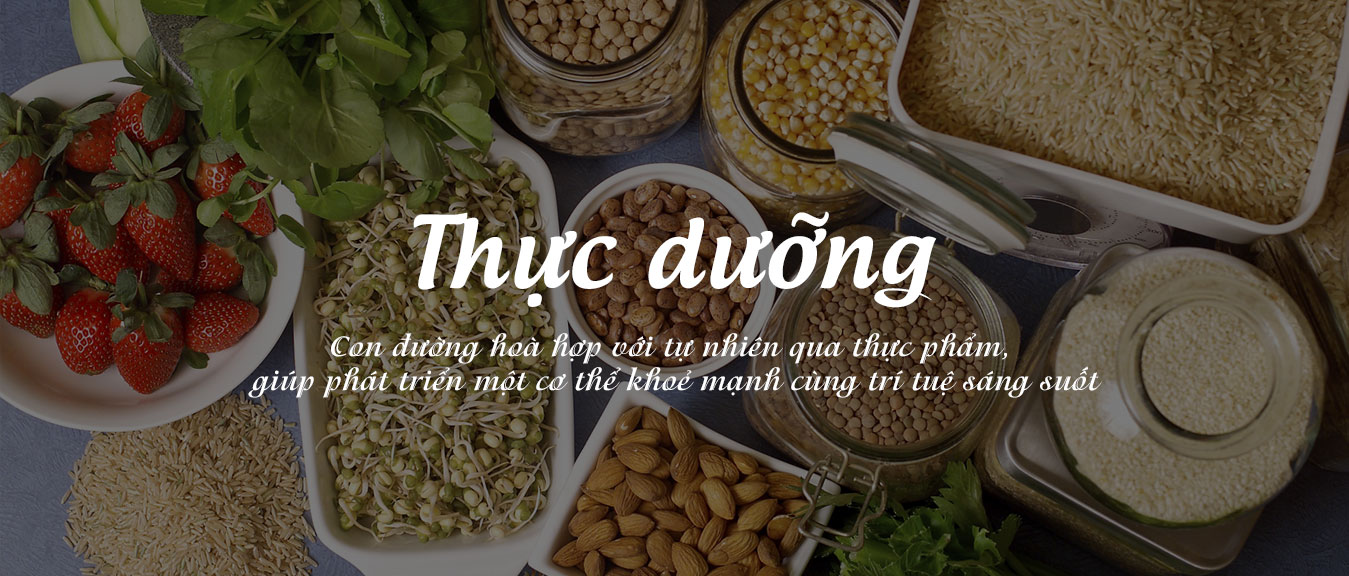 Thực dưỡng
Con đường hoà hợp với tự nhiên qua thực phẩm,
giúp phát triển một cơ thể khoẻ mạnh cùng trí tuệ sáng suốt